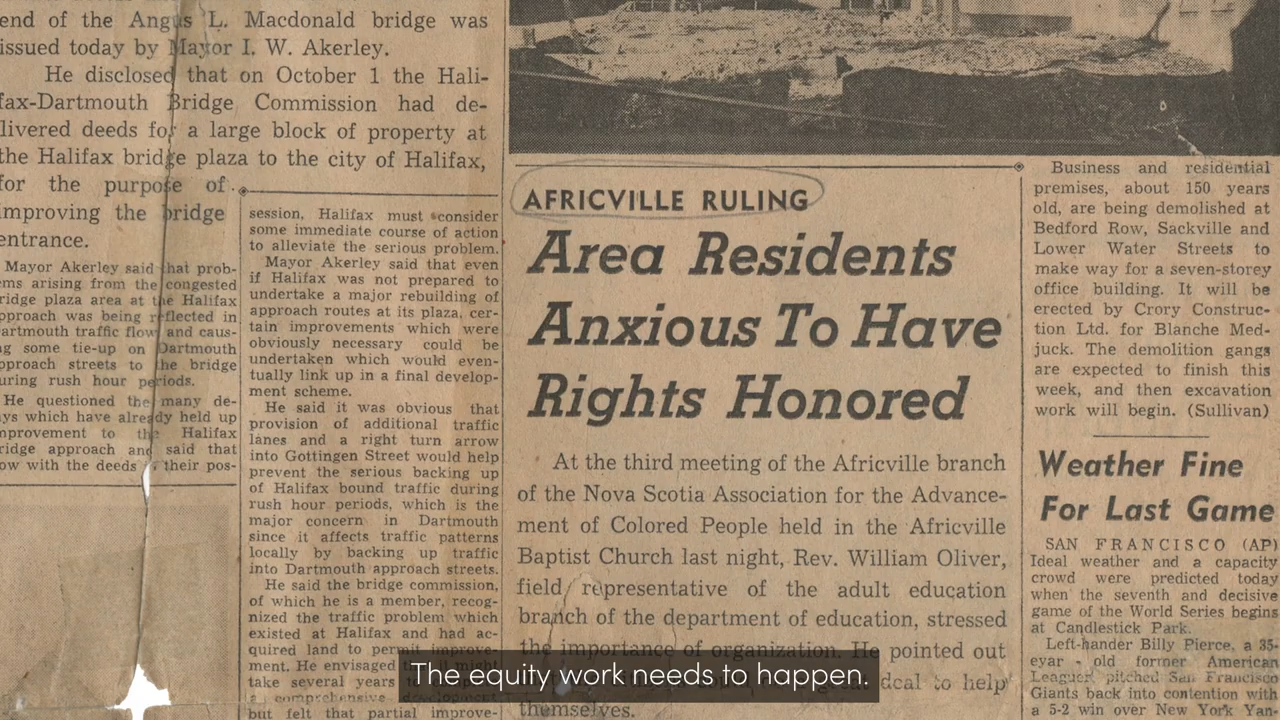 end of the Angus L. Macdonald bridge was
issued today by Mayor I. W. Akerley.
He disclosed that on October 1 the Hali-
fax-Dartmouth Bridge Commission had de-
livered deeds for a large block of property at
the Halifax bridge plaza to the city of Halifax,
for the purpose of
improving the bridge
entrance.
Mayor Akerley said that prob-
ems arising from the congested
ridge plaza area at the Halifax
pproach was being reflected in
artmouth traffic flow and caus-
ng some tie-up on Dartmouth
pproach streets to the bridge
uring rush hour periods.
He questioned the many de-
ays which have already held up
mprovement to the Halifax
ridge approach and said that
ow with the deeds their pos-
session, Halifax must consider
some immediate course of action
to alleviate the serious problem.
Mayor Akerley said that even
if Halifax was not prepared to
undertake a major rebuilding of
approach routes at its plaza, cer-
tain improvements which were
obviously necessary could be
undertaken which would even-
tually link up in a final develop-
ment scheme.
He said it was obvious that
provision of additional traffic
lanes and a right turn arrow
into Gottingen Street would help
prevent the serious backing up
of Halifax bound traffic during
rush hour periods, which is the
major concern in Dartmouth
since it affects traffic patterns
locally by backing up traffic
into Dartmouth approach streets.
He said the bridge commission,
of which he is a member, recog-
nized the traffic problem which
existed at Halifax and had ac-
quired land to permit improve-
ment. He envisaged it might
take several years to
a comprehensive development
but felt that partial improve-
AFRICVILLE RULING
Area Residents
Anxious To Have
Rights Honored
At the third meeting of the Africville branch
of the Nova Scotia Association for the Advance-
ment of Colored People held in the Africville
Baptist Church last night, Rev. William Oliver,
field representative of the adult education
branch of the department of education, stressed
the importance of organization. He pointed out
deal to help
themselves.
Business and residential
premises, about 150 years
old, are being demolished at
Bedford Row, Sackville and
Lower Water Streets to
make way for a seven-storey
office building. It will be
erected by Crory Construc-
tion Ltd. for Blanche Med-
juck. The demolition gangs
are expected to finish this
week, and then excavation
work will begin. (Sullivan)
Weather Fine
For Last Game
SAN FRANCISCO (AP)
Ideal weather and a capacity
crowd were predicted today
when the seventh and decisive
game of the World Series begins
at Candlestick Park.
Left-hander Billy Pierce, a 35-
eyar - old former American
Leaguer, pitched San Francisco
Giants back into contention with
a 5-2 win over New York Yan-
The equity work needs to happen.